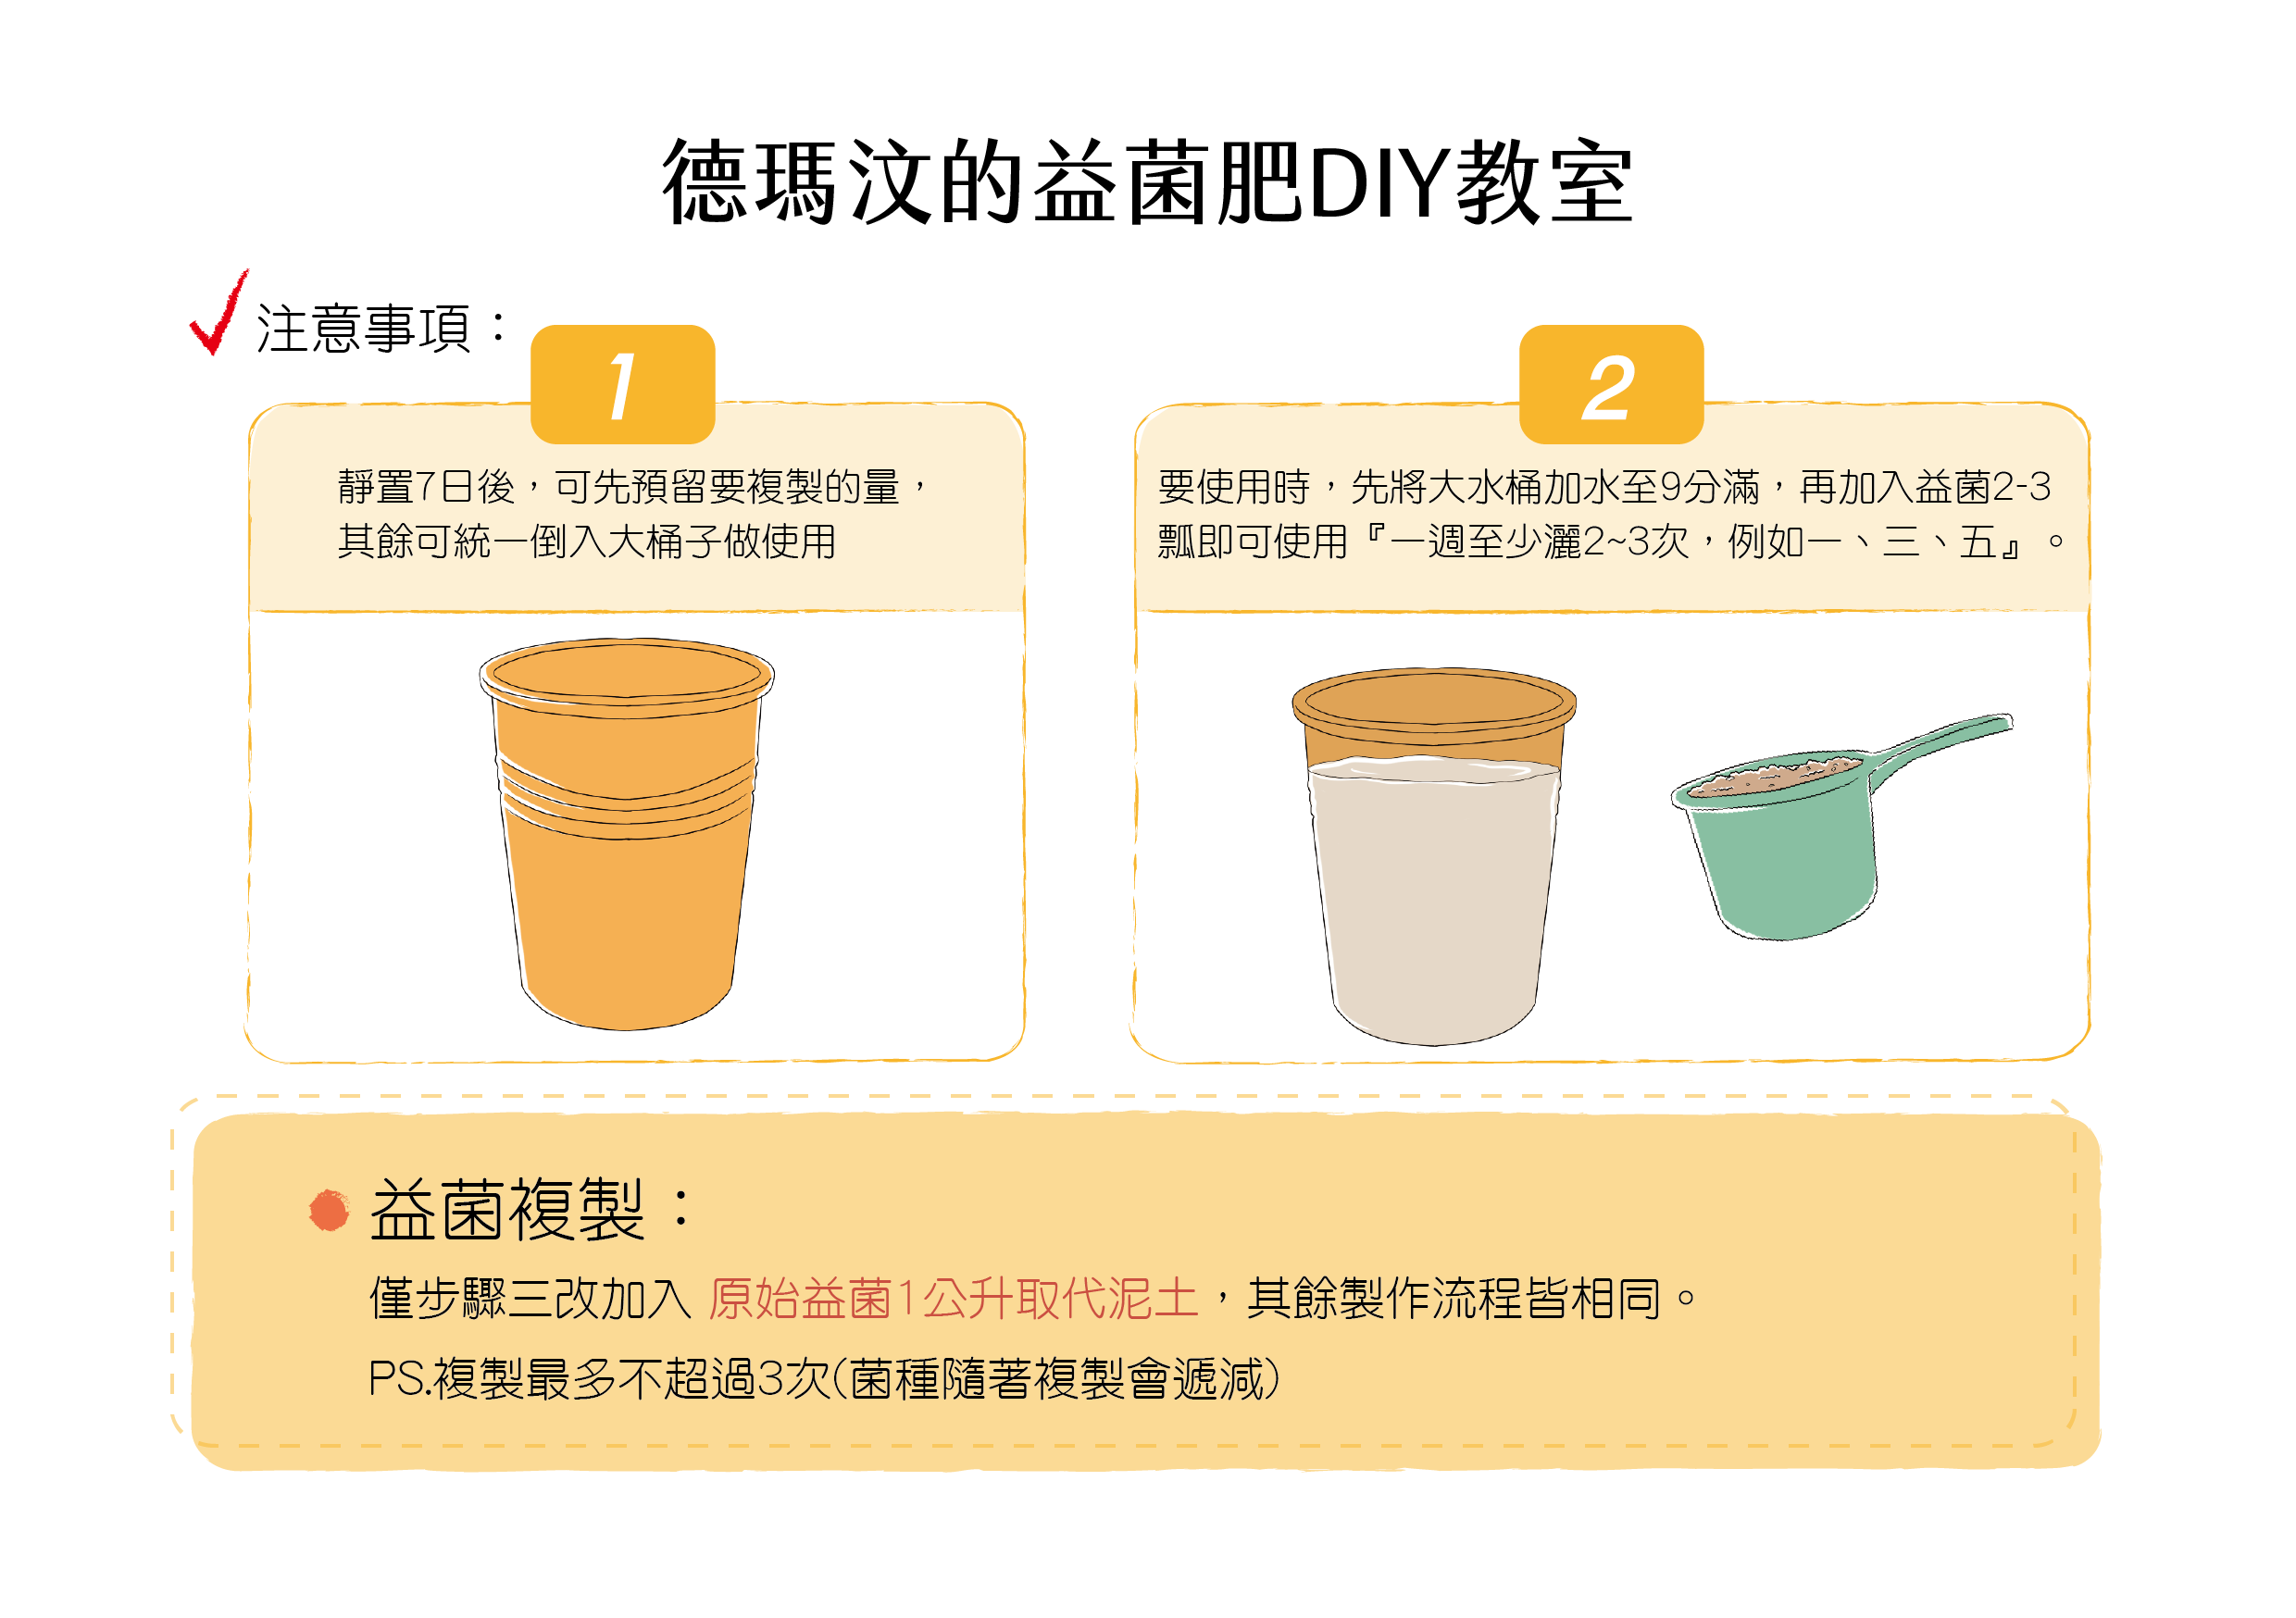 德瑪汶的益菌肥DIY教室
注意事項：
1
靜置7日後，可先預留要複製的量，
其餘可統一倒入大桶子做使用
2
要使用時，先將大水桶加水至9分滿，再加入益菌2-3
瓢即可使用『一週至少灑2~3次，例如一、三、五』。
益菌複製：
僅步驟三改加入 原始益菌1公升取代泥土，其餘製作流程皆相同。
PS.複製最多不超過3次(菌種隨著複製會遞減)